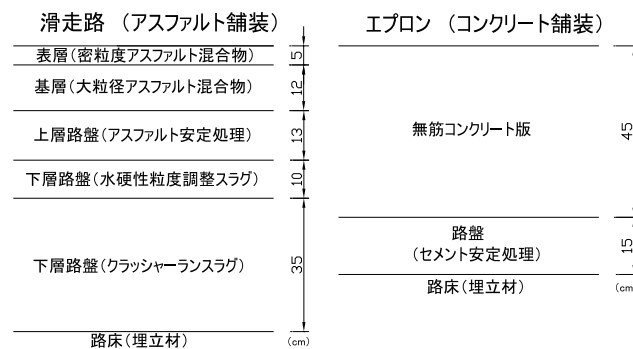 滑走路 （アスファルト舗装）
表層（密粒度アスファルト混合物）
5
基層（大粒径アスファルト混合物）
12
上層路盤（アスファルト安定処理）
13
下層路盤（水硬性粒度調整スラグ）
10
下層路盤（クラッシャーランスラグ）
35
路床（埋立材）
(cm)
エプロン （コンクリート舗装）
無筋コンクリート版
45
路盤
（セメント安定処理）
15
路床（埋立材）
(cm